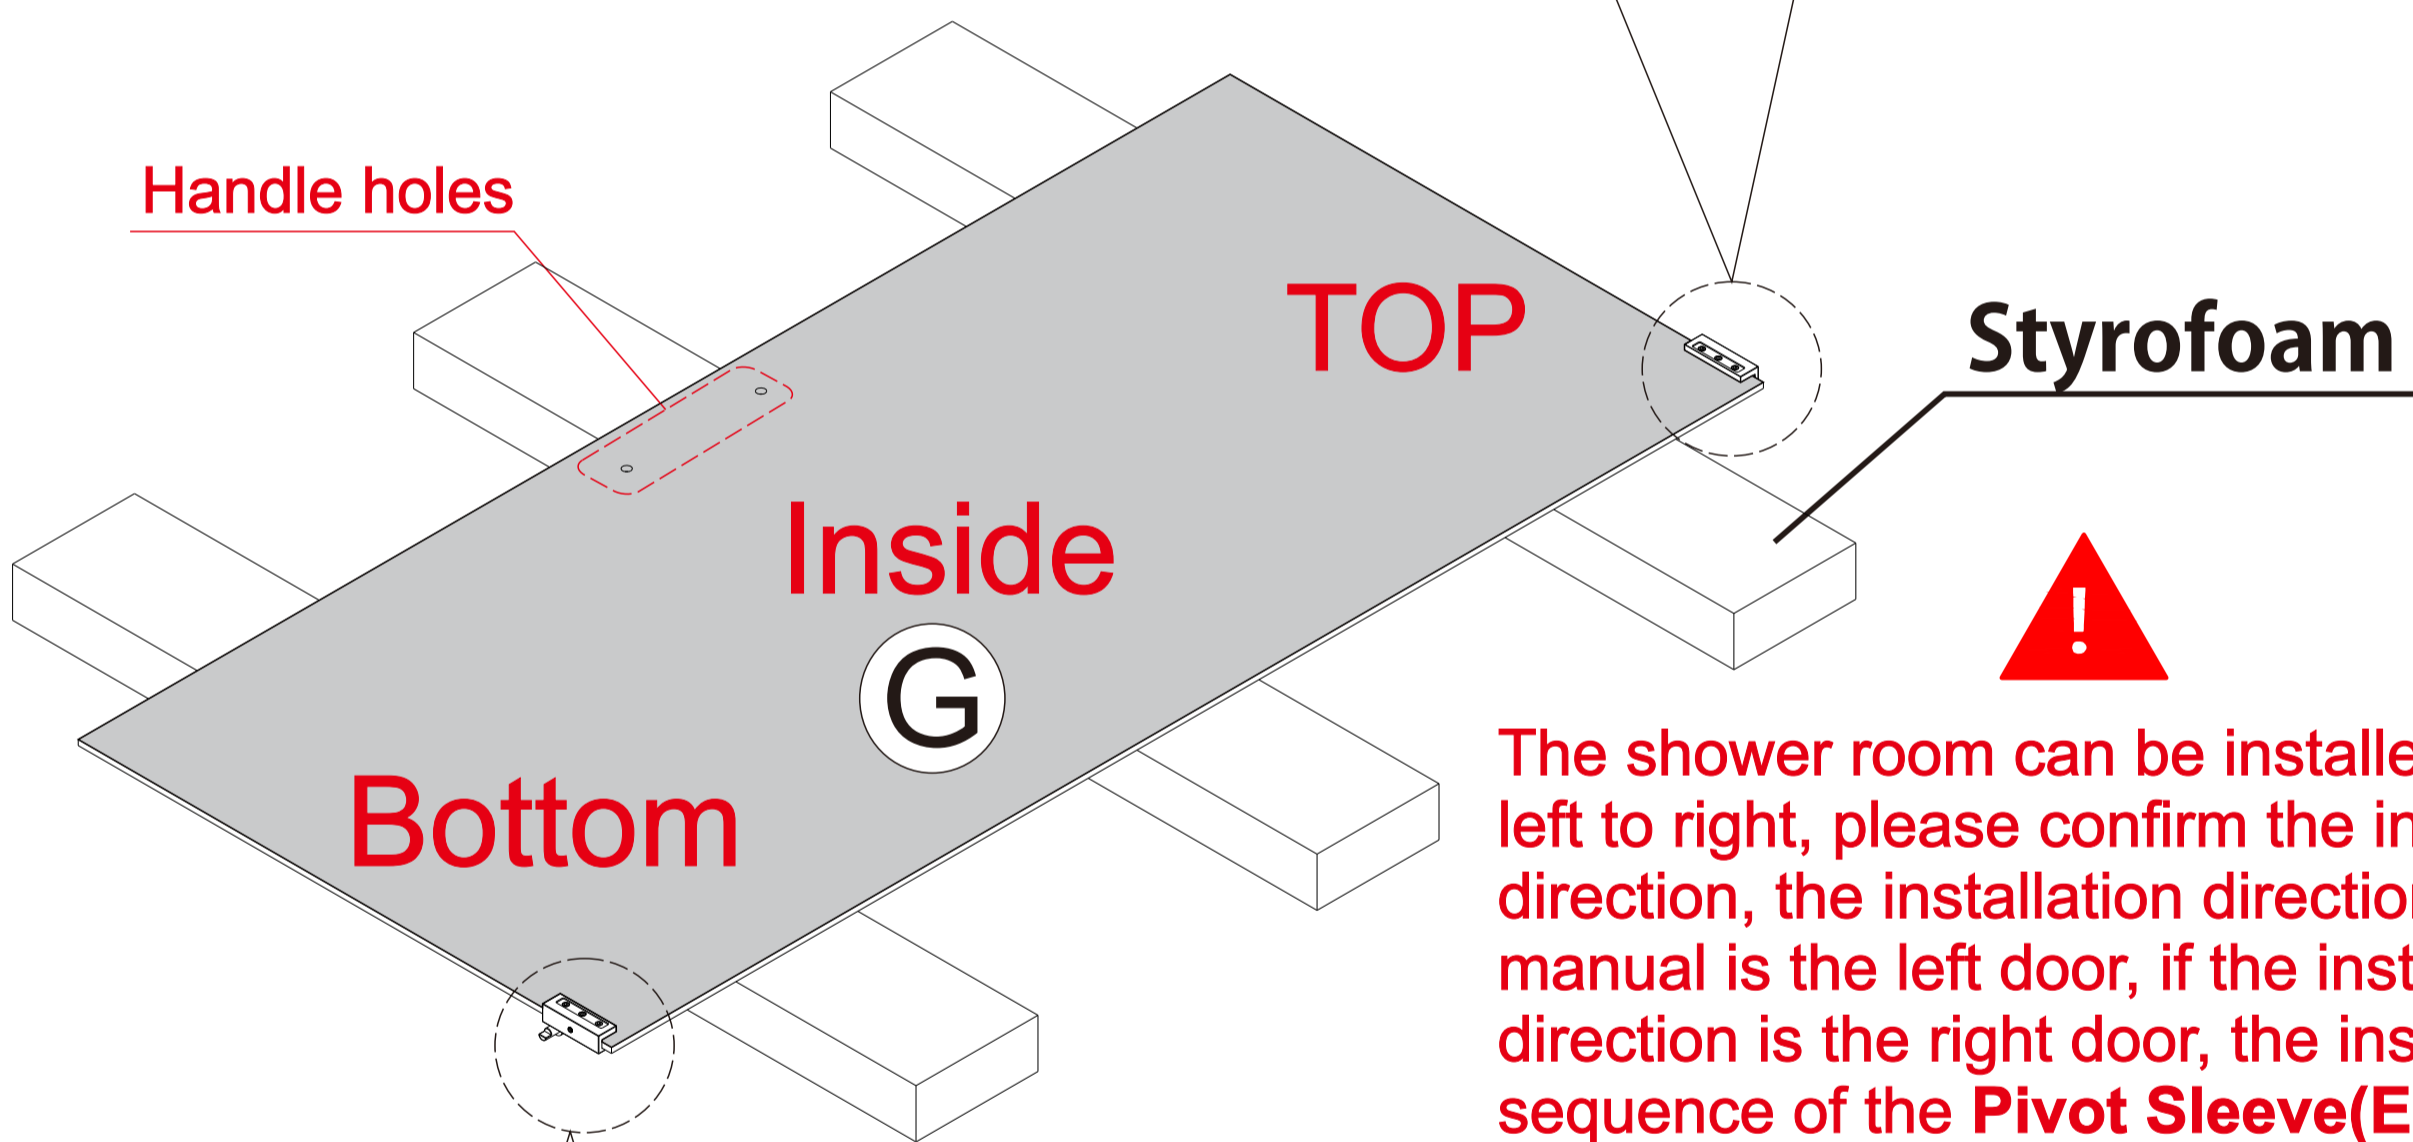 Handle holes
TOP
Styrofoam
Inside
G
!
Bottom
The shower room can be installe
left to right, please confirm the in
direction, the installation direction
manual is the left door, if the inst
direction is the right door, the ins
sequence of the Pivot Sleeve(E